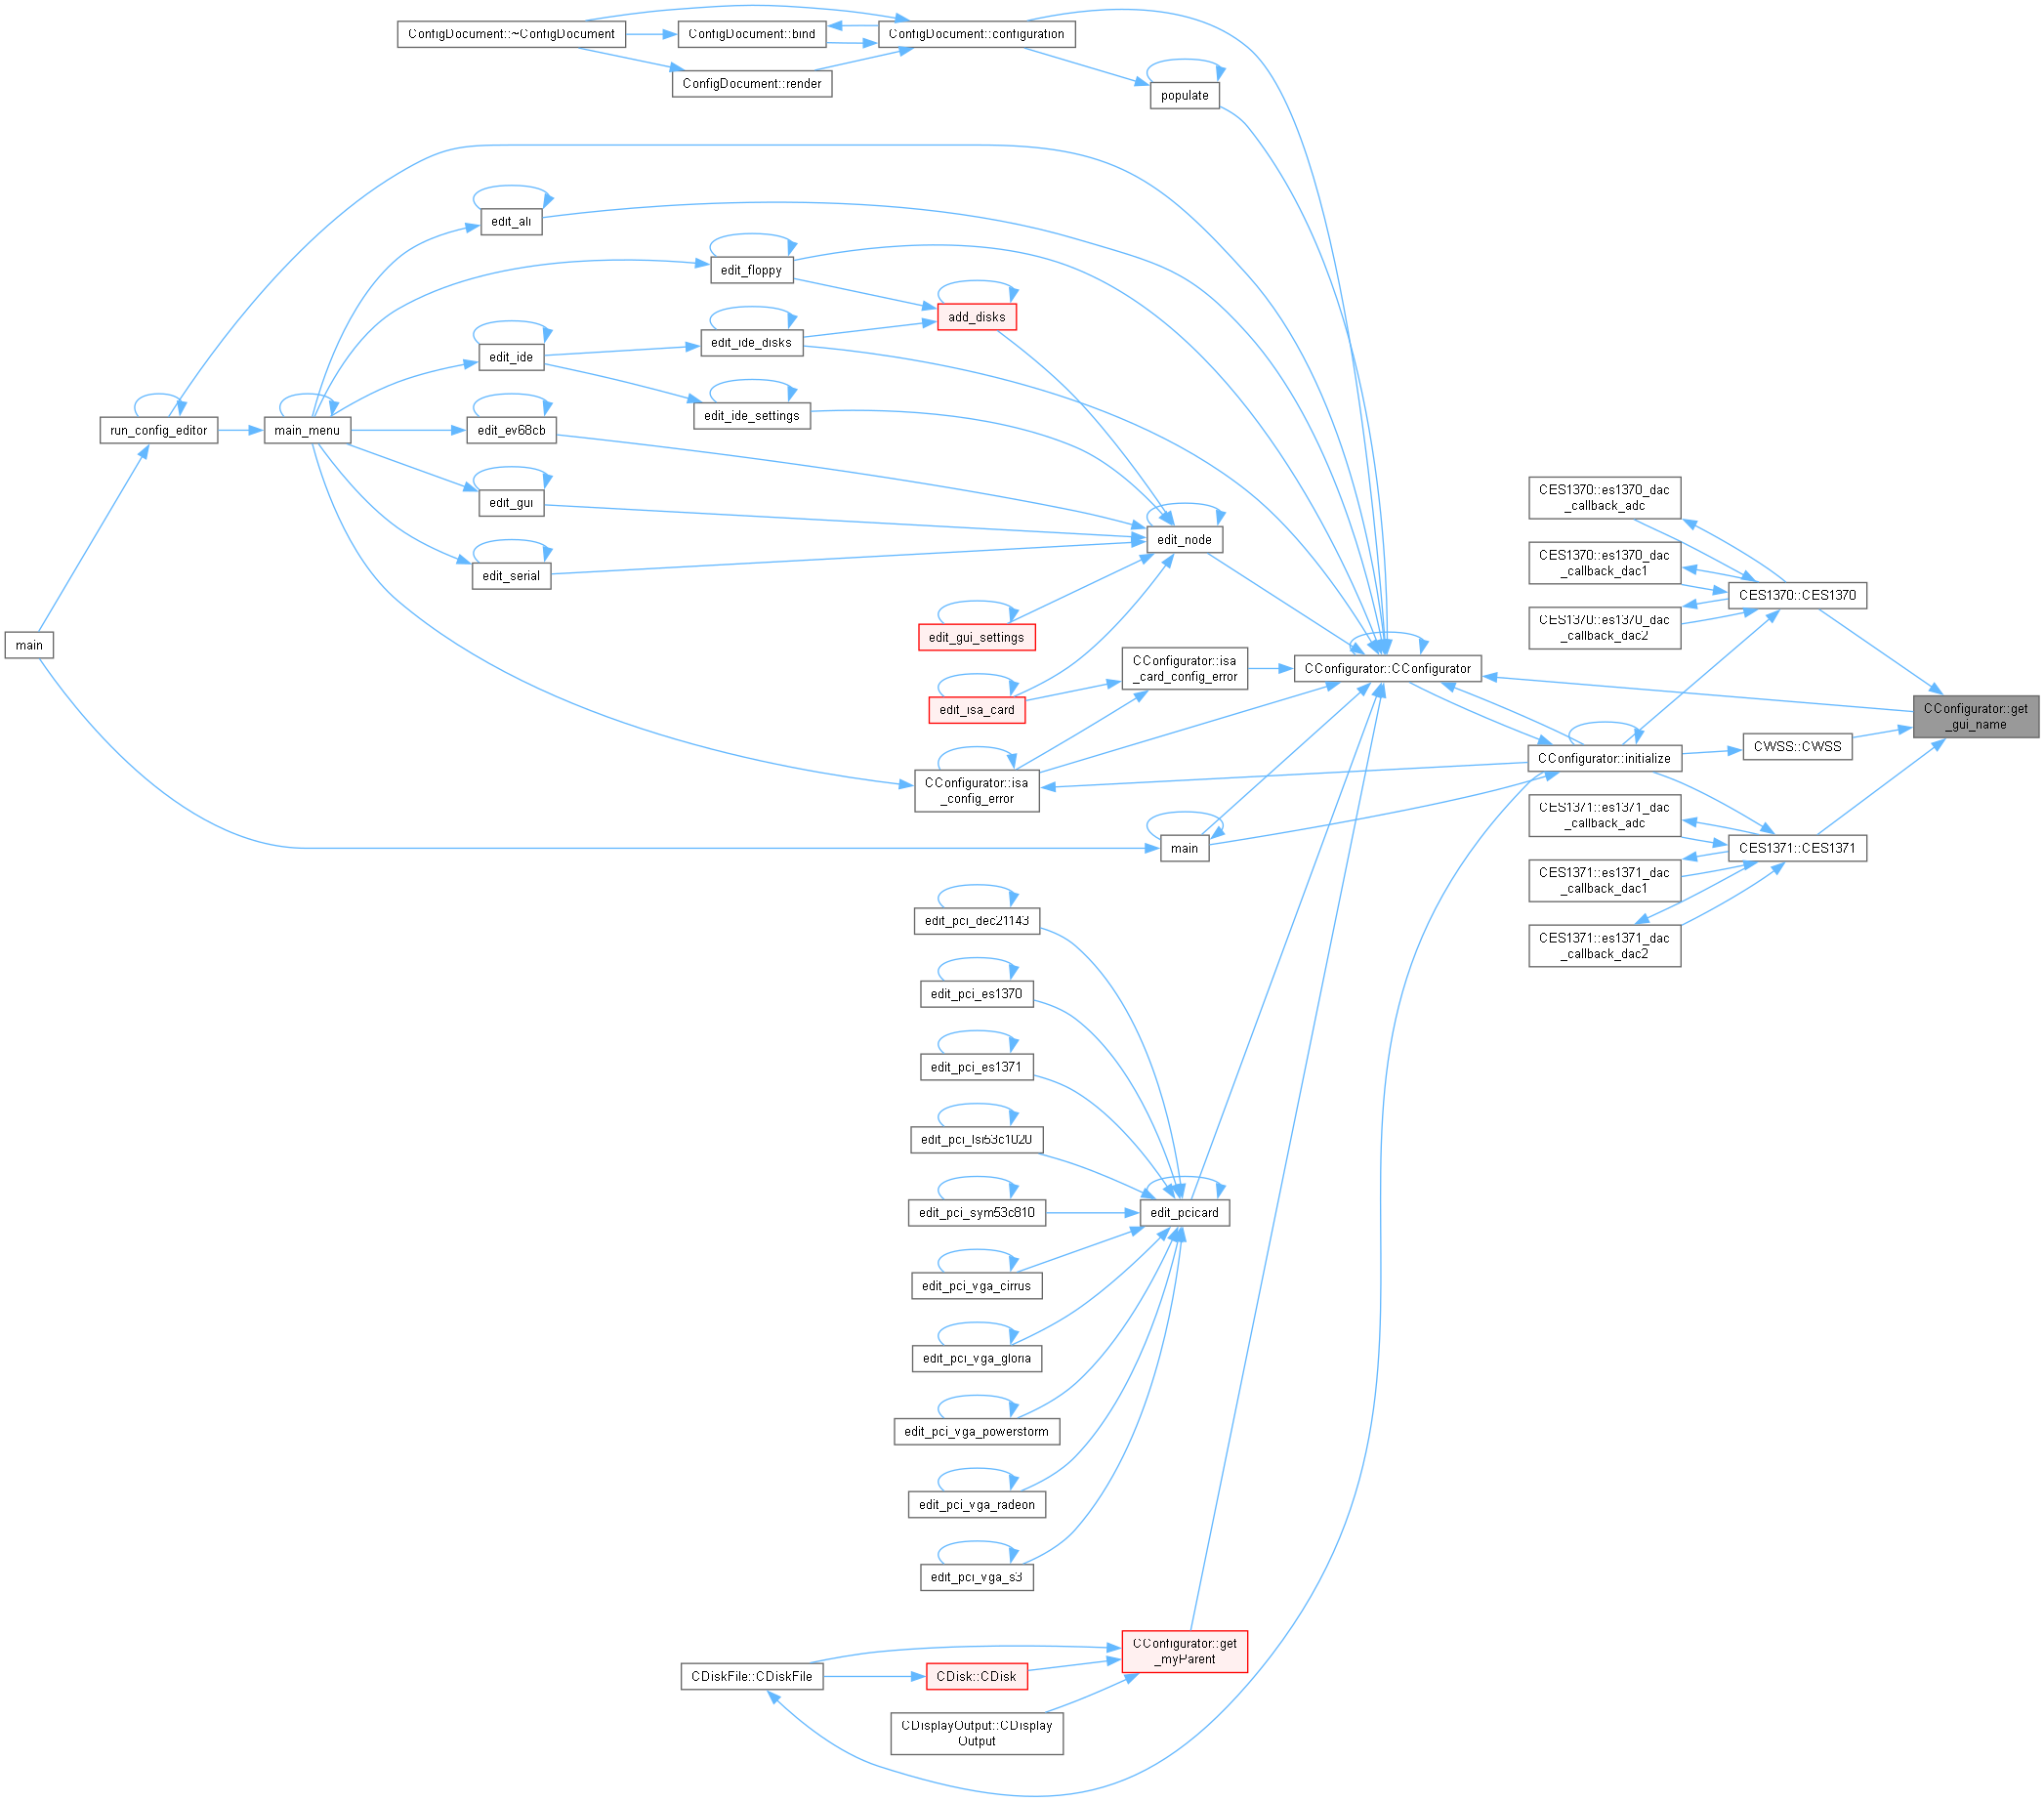 ConfigDocument::~ConfigDocument
ConfigDocument::bind
ConfigDocument::configuration
ConfigDocument::render
populate
edit_ali
edit_floppy
add_disks
edit_ide
edit_ide_disks
edit_ide_settings
run_config_editor
main_menu
edit_ev68cb
edit_gui
edit_serial
edit_node
main
edit_gui_settings
CConfigurator::isa
_card_config_error
CConfigurator::CConfigurator
edit_isa_card
CConfigurator::isa
_config_error
main
CES1370::es1370_dac
_callback_adc
CES1370::es1370_dac
_callback_dac1
CES1370::es1370_dac
_callback_dac2
CES1370::CES1370
CConfigurator::get
_gui_name
CWSS::CWSS
CConfigurator::initialize
CES1371::es1371_dac
_callback_adc
CES1371::es1371_dac
_callback_dac1
CES1371::es1371_dac
_callback_dac2
CES1371::CES1371
edit_pci_dec21143
edit_pci_es1370
edit_pci_es1371
edit_pci_lsi53c1020
edit_pci_sym53c810
edit_pcicard
edit_pci_vga_cirrus
edit_pci_vga_gloria
edit_pci_vga_powerstorm
edit_pci_vga_radeon
edit_pci_vga_s3
CConfigurator::get
_myParent
CDiskFile::CDiskFile
CDisk::CDisk
CDisplayOutput::CDisplay
Output